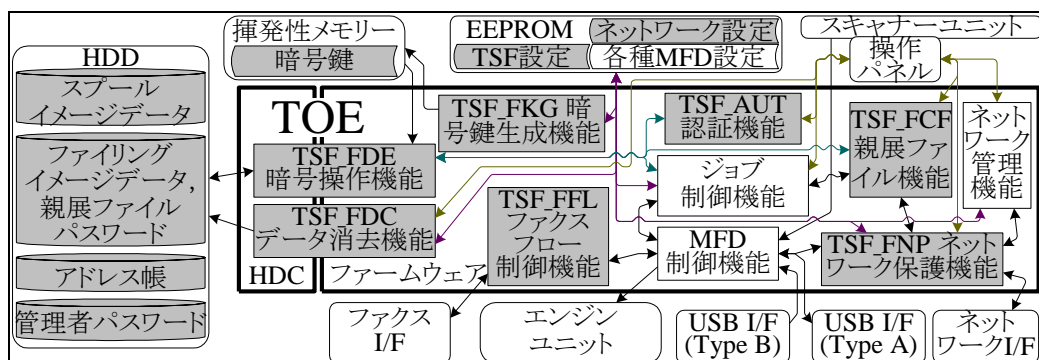 HDD
スプール
イメージデータ
ファイリング
イメージデータ,
親展ファイル
パスワード
アドレス帳
管理者パスワード
揮発性メモリー
暗号鍵
EEPROM
ネットワーク設定
TSF設定
各種MFD設定
スキャナーユニット
操作
パネル
TOE
TSF_FKG 暗
号鍵生成機能
TSF_AUT
認証機能
TSF_FCF
親展ファ
イル機能
ネット
ワーク
管理
機能
TSF_FDE
暗号操作機能
ジョブ
制御機能
TSF_FDC
データ消去機能
TSF_FFL
ファクス
フロー
制御機能
MFD
制御機能
TSF_FNP ネット
ワーク保護機能
HDC
ファームウェア
ファクス
I/F
エンジン
ユニット
USB I/F
(Type B)
USB I/F
(Type A)
ネット
ワークI/F